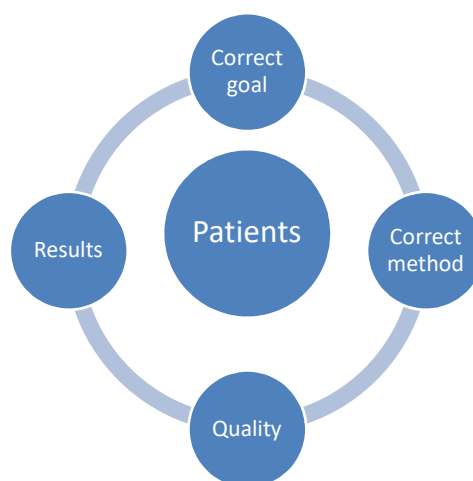 Correct
goal
Patients
Results
Correct
method
Quality